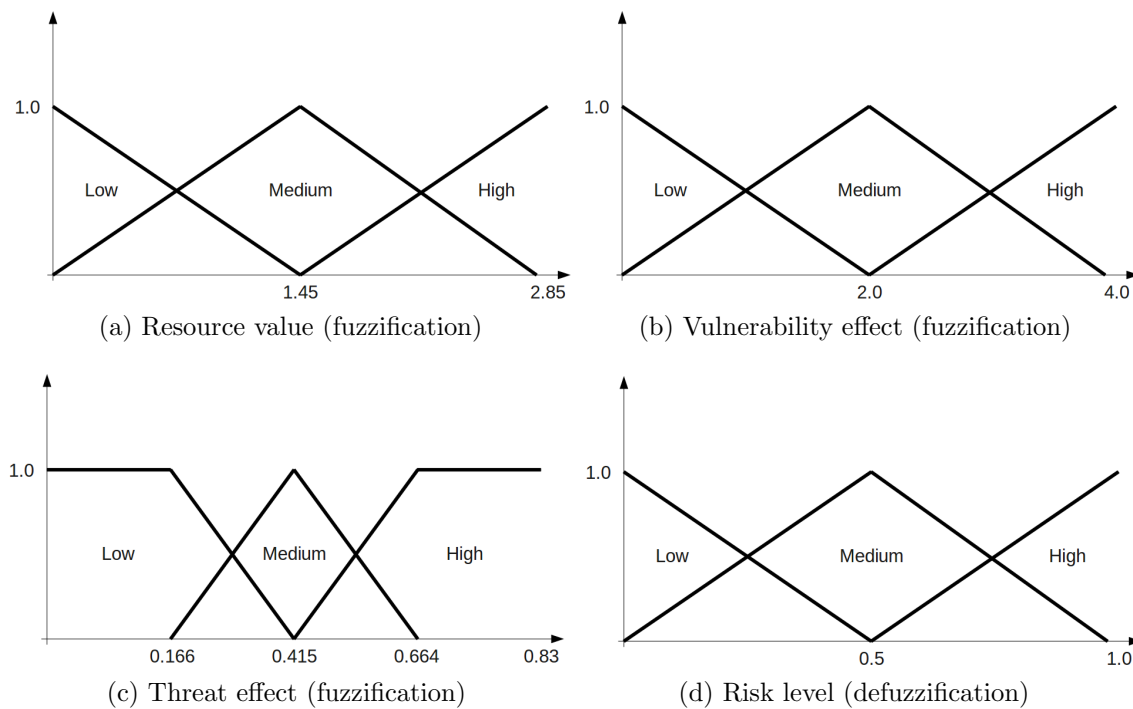 1.0
Low
Medium
High
1.45
2.85
(a) Resource value (fuzzification)
1.0
Low
Medium
High
2.0
4.0
(b) Vulnerability effect (fuzzification)
1.0
Low
Medium
High
0.166
0.415
0.664
0.83
(c) Threat effect (fuzzification)
1.0
Low
Medium
High
0.5
1.0
(d) Risk level (defuzzification)